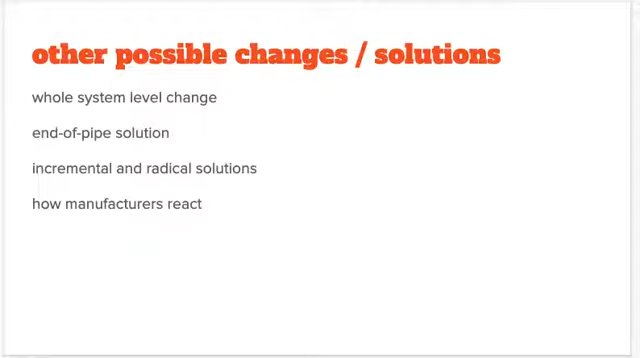 other possible changes / solutions
whole system level change
end-of-pipe solution
incremental and radical solutions
how manufacturers react